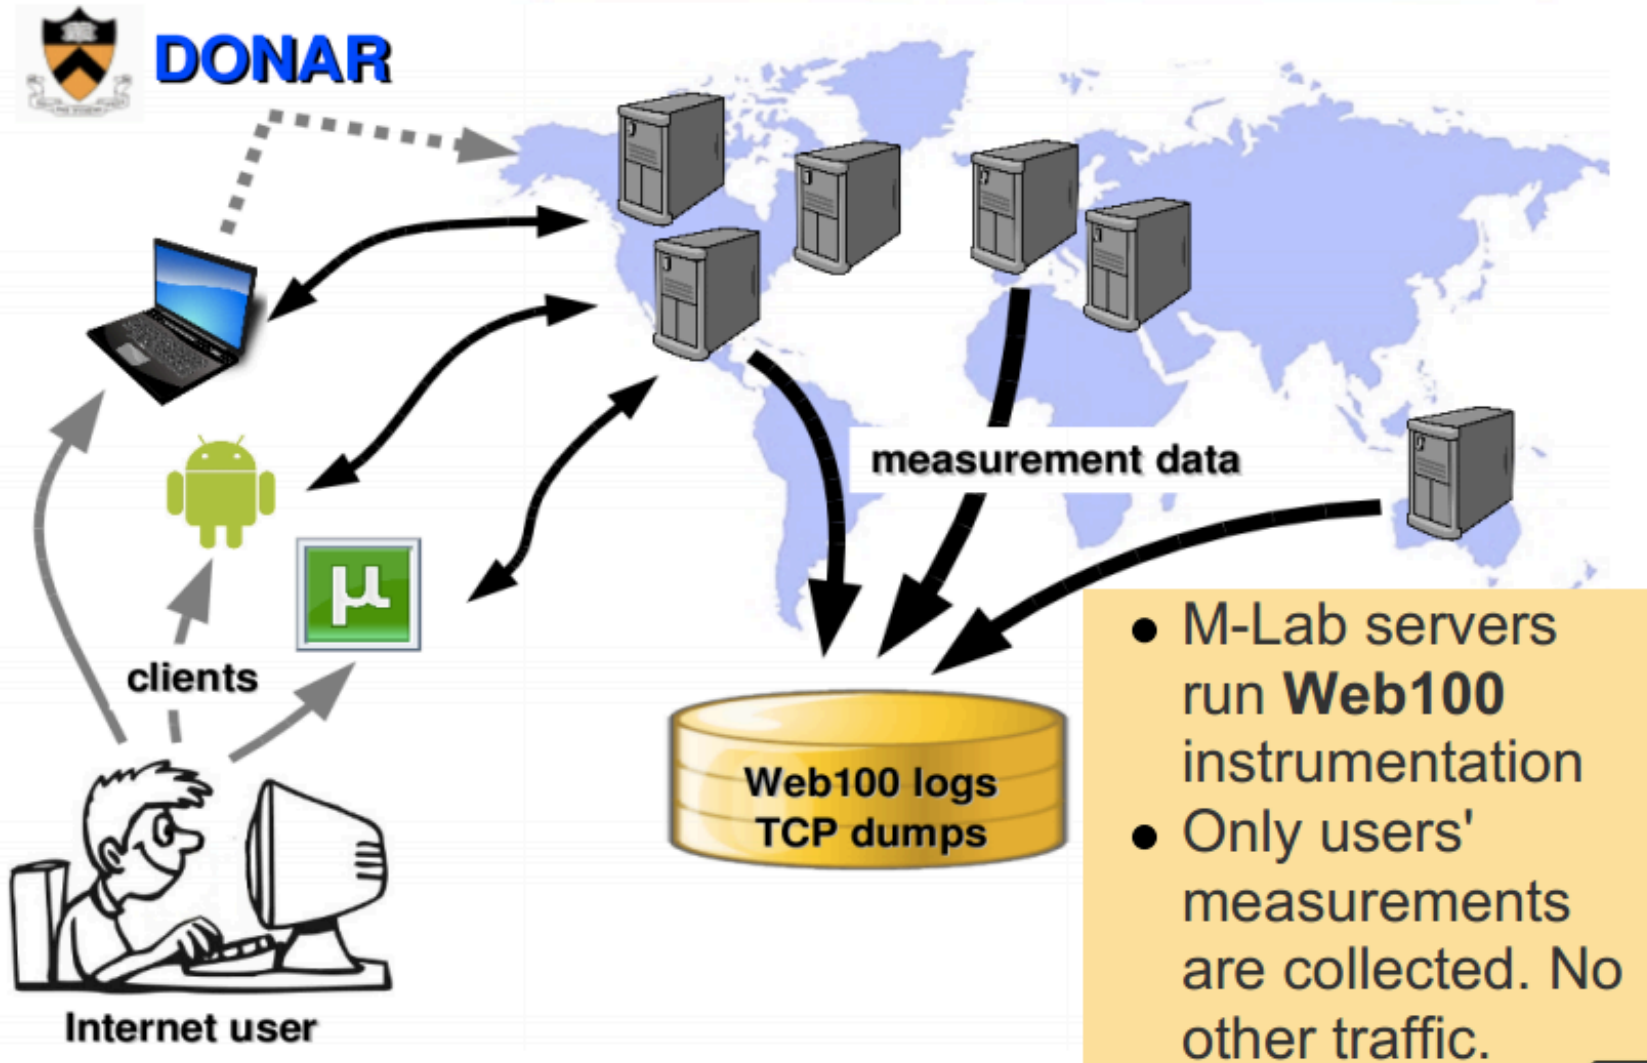 DONAR
measurement data
clients
µ
Web100 logs
TCP dumps
Internet user
● M-Lab servers
run Web100
instrumentation
● Only users'
measurements
are collected. No
other traffic.